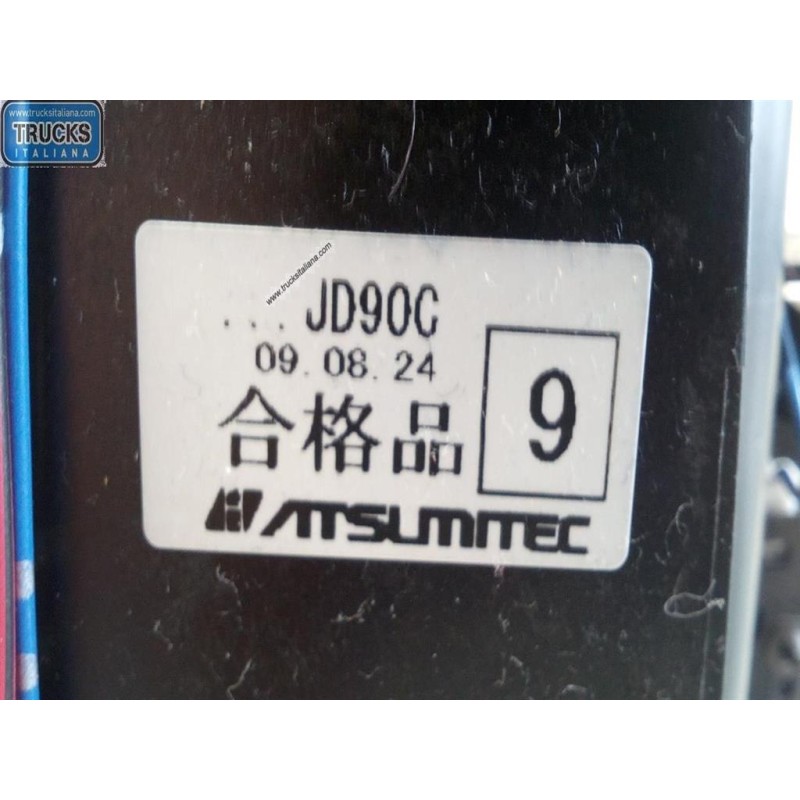 www.trucksitaliana.com
TRUCKS
ITALIANA
www.trucksitaliana.com
... JD90C
09.08.24
合格品
9
ATSUMITEC